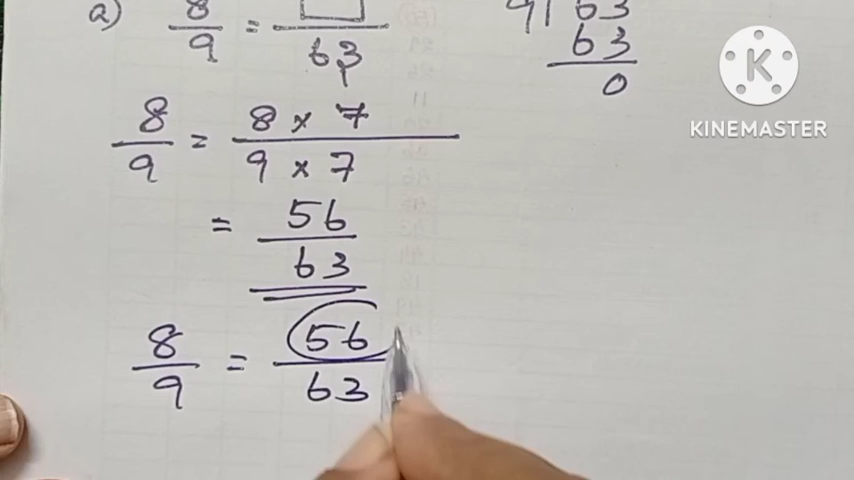 a) 8/9 = □/63
9) 63
63
0
8/9 = 8 × 7 / 9 × 7
= 56/63
8/9 = 56/63
K
KINEMASTER